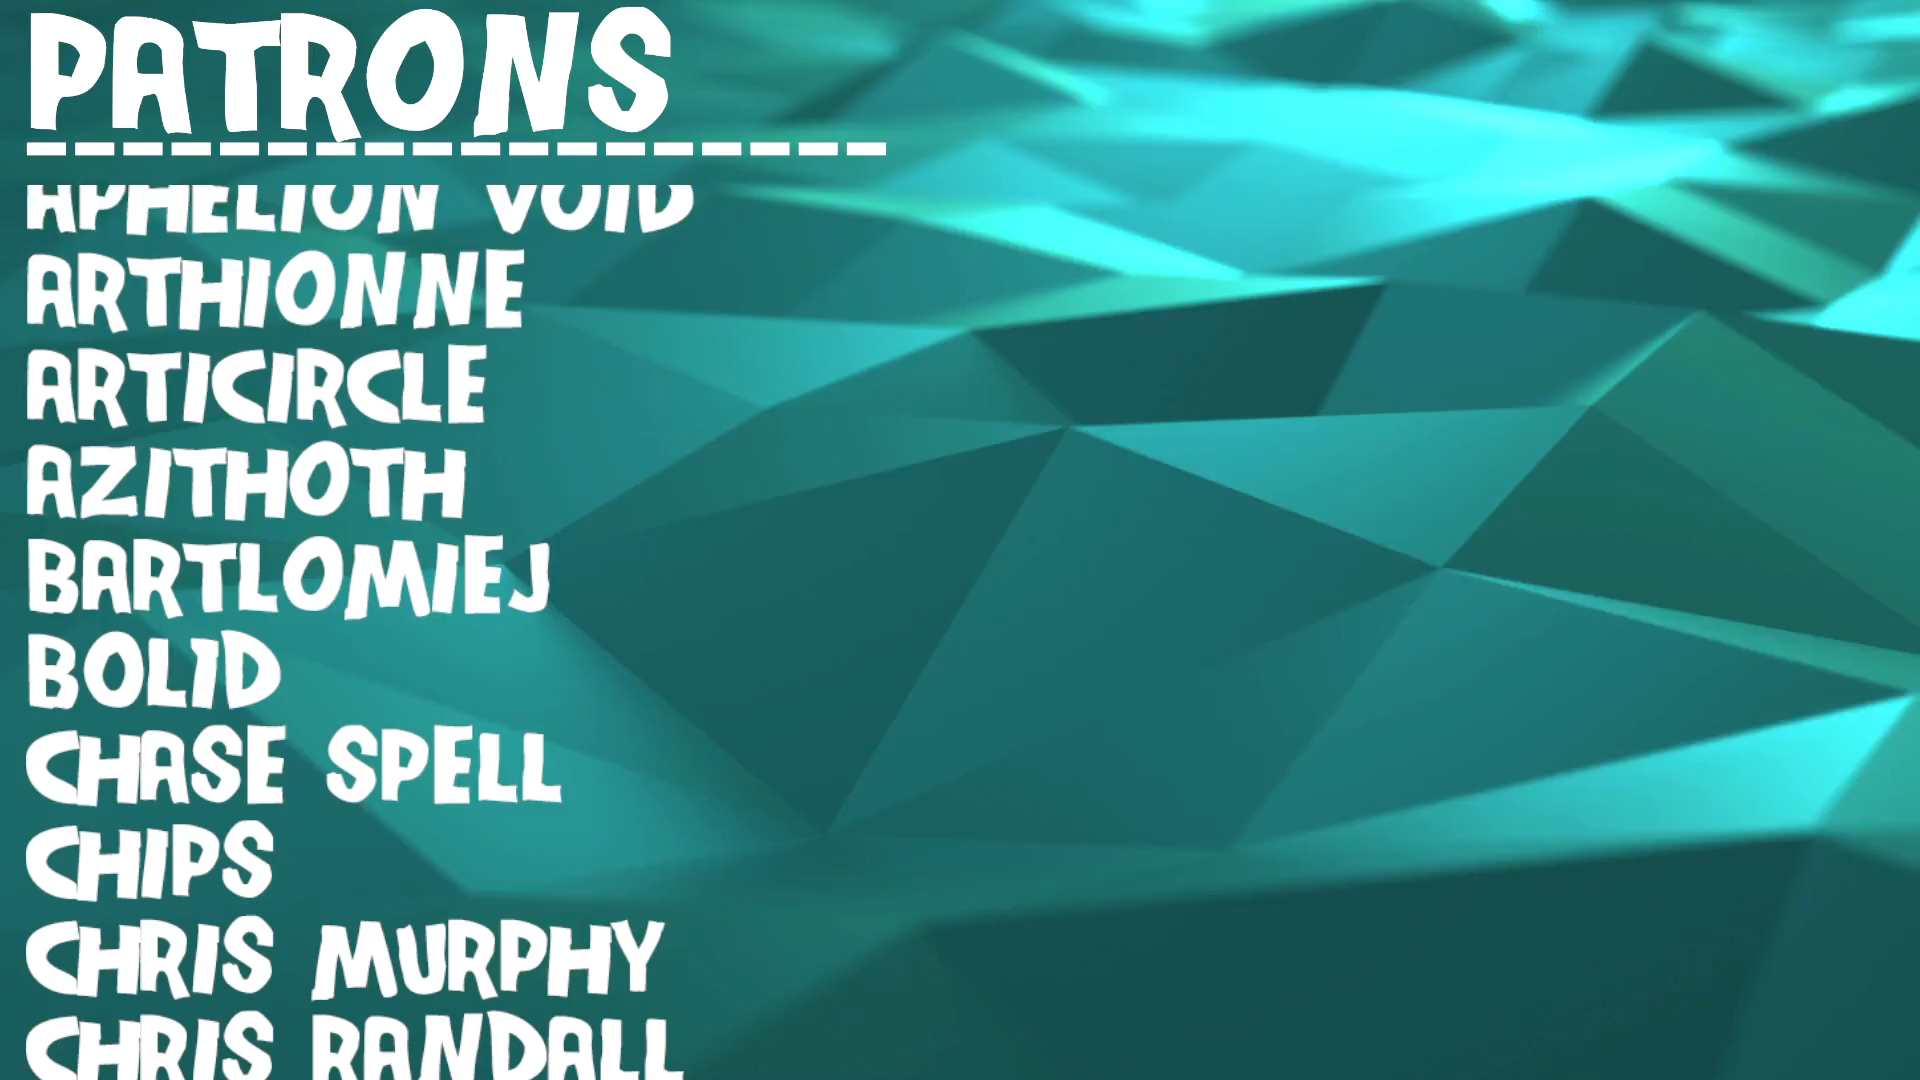 PATRONS
APHELION VOID
ARTHIONNE
ARTICIRCLE
AZITHOTH
BARTLOMIEJ
BOLID
CHASE SPELL
CHIPS
CHRIS MURPHY
CHRIS RANDALL